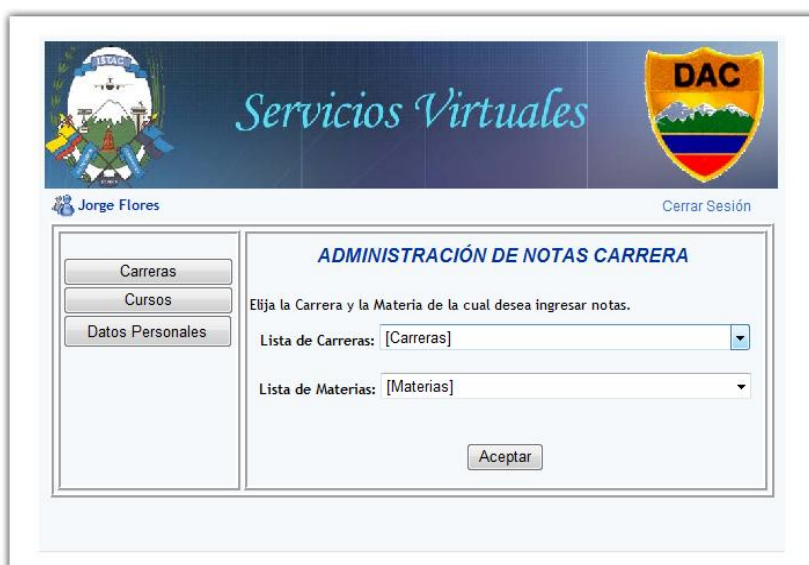 ISTAC
DAC
Servicios Virtuales
Jorge Flores
Cerrar Sesión
Carreras
Cursos
Datos Personales
ADMINISTRACIÓN DE NOTAS CARRERA
Elija la Carrera y la Materia de la cual desea ingresar notas.
Lista de Carreras: [Carreras]
Lista de Materias: [Materias]
Aceptar